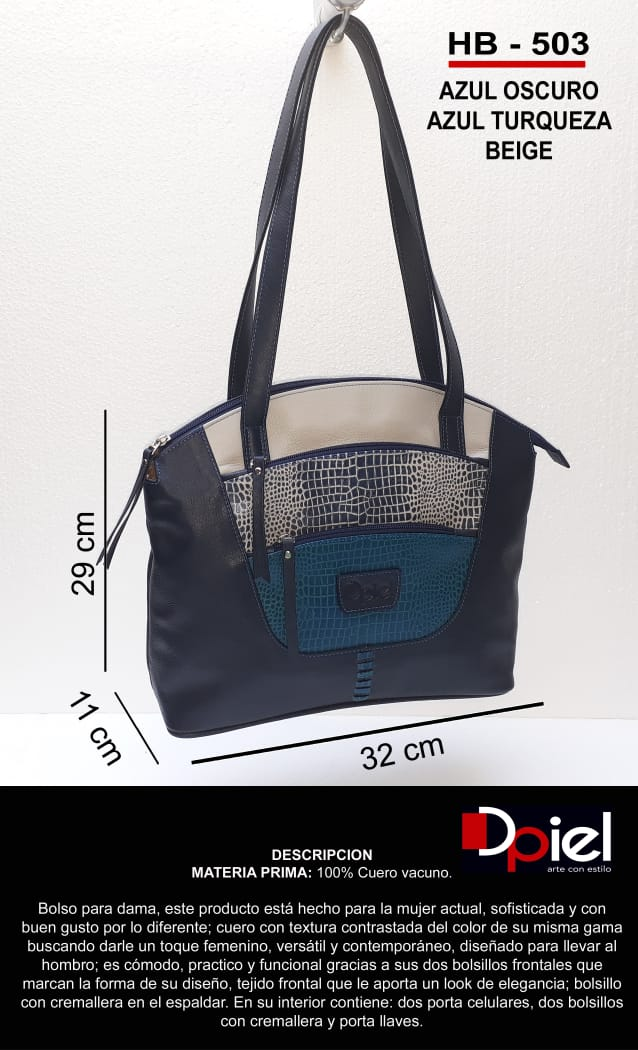 HB - 503
AZUL OSCURO
AZUL TURQUEZA
BEIGE
29 cm
11 cm
32 cm
Dpiel
Dpiel
arte con estilo
DESCRIPCION
MATERIA PRIMA: 100% Cuero vacuno.
Bolso para dama, este producto está hecho para la mujer actual, sofisticada y con
buen gusto por lo diferente; cuero con textura contrastada del color de su misma gama
buscando darle un toque femenino, versátil y contemporáneo, diseñado para llevar al
hombro; es cómodo, practico y funcional gracias a sus dos bolsillos frontales que
marcan la forma de su diseño, tejido frontal que le aporta un look de elegancia; bolsillo
con cremallera en el espaldar. En su interior contiene: dos porta celulares, dos bolsillos
con cremallera y porta llaves.